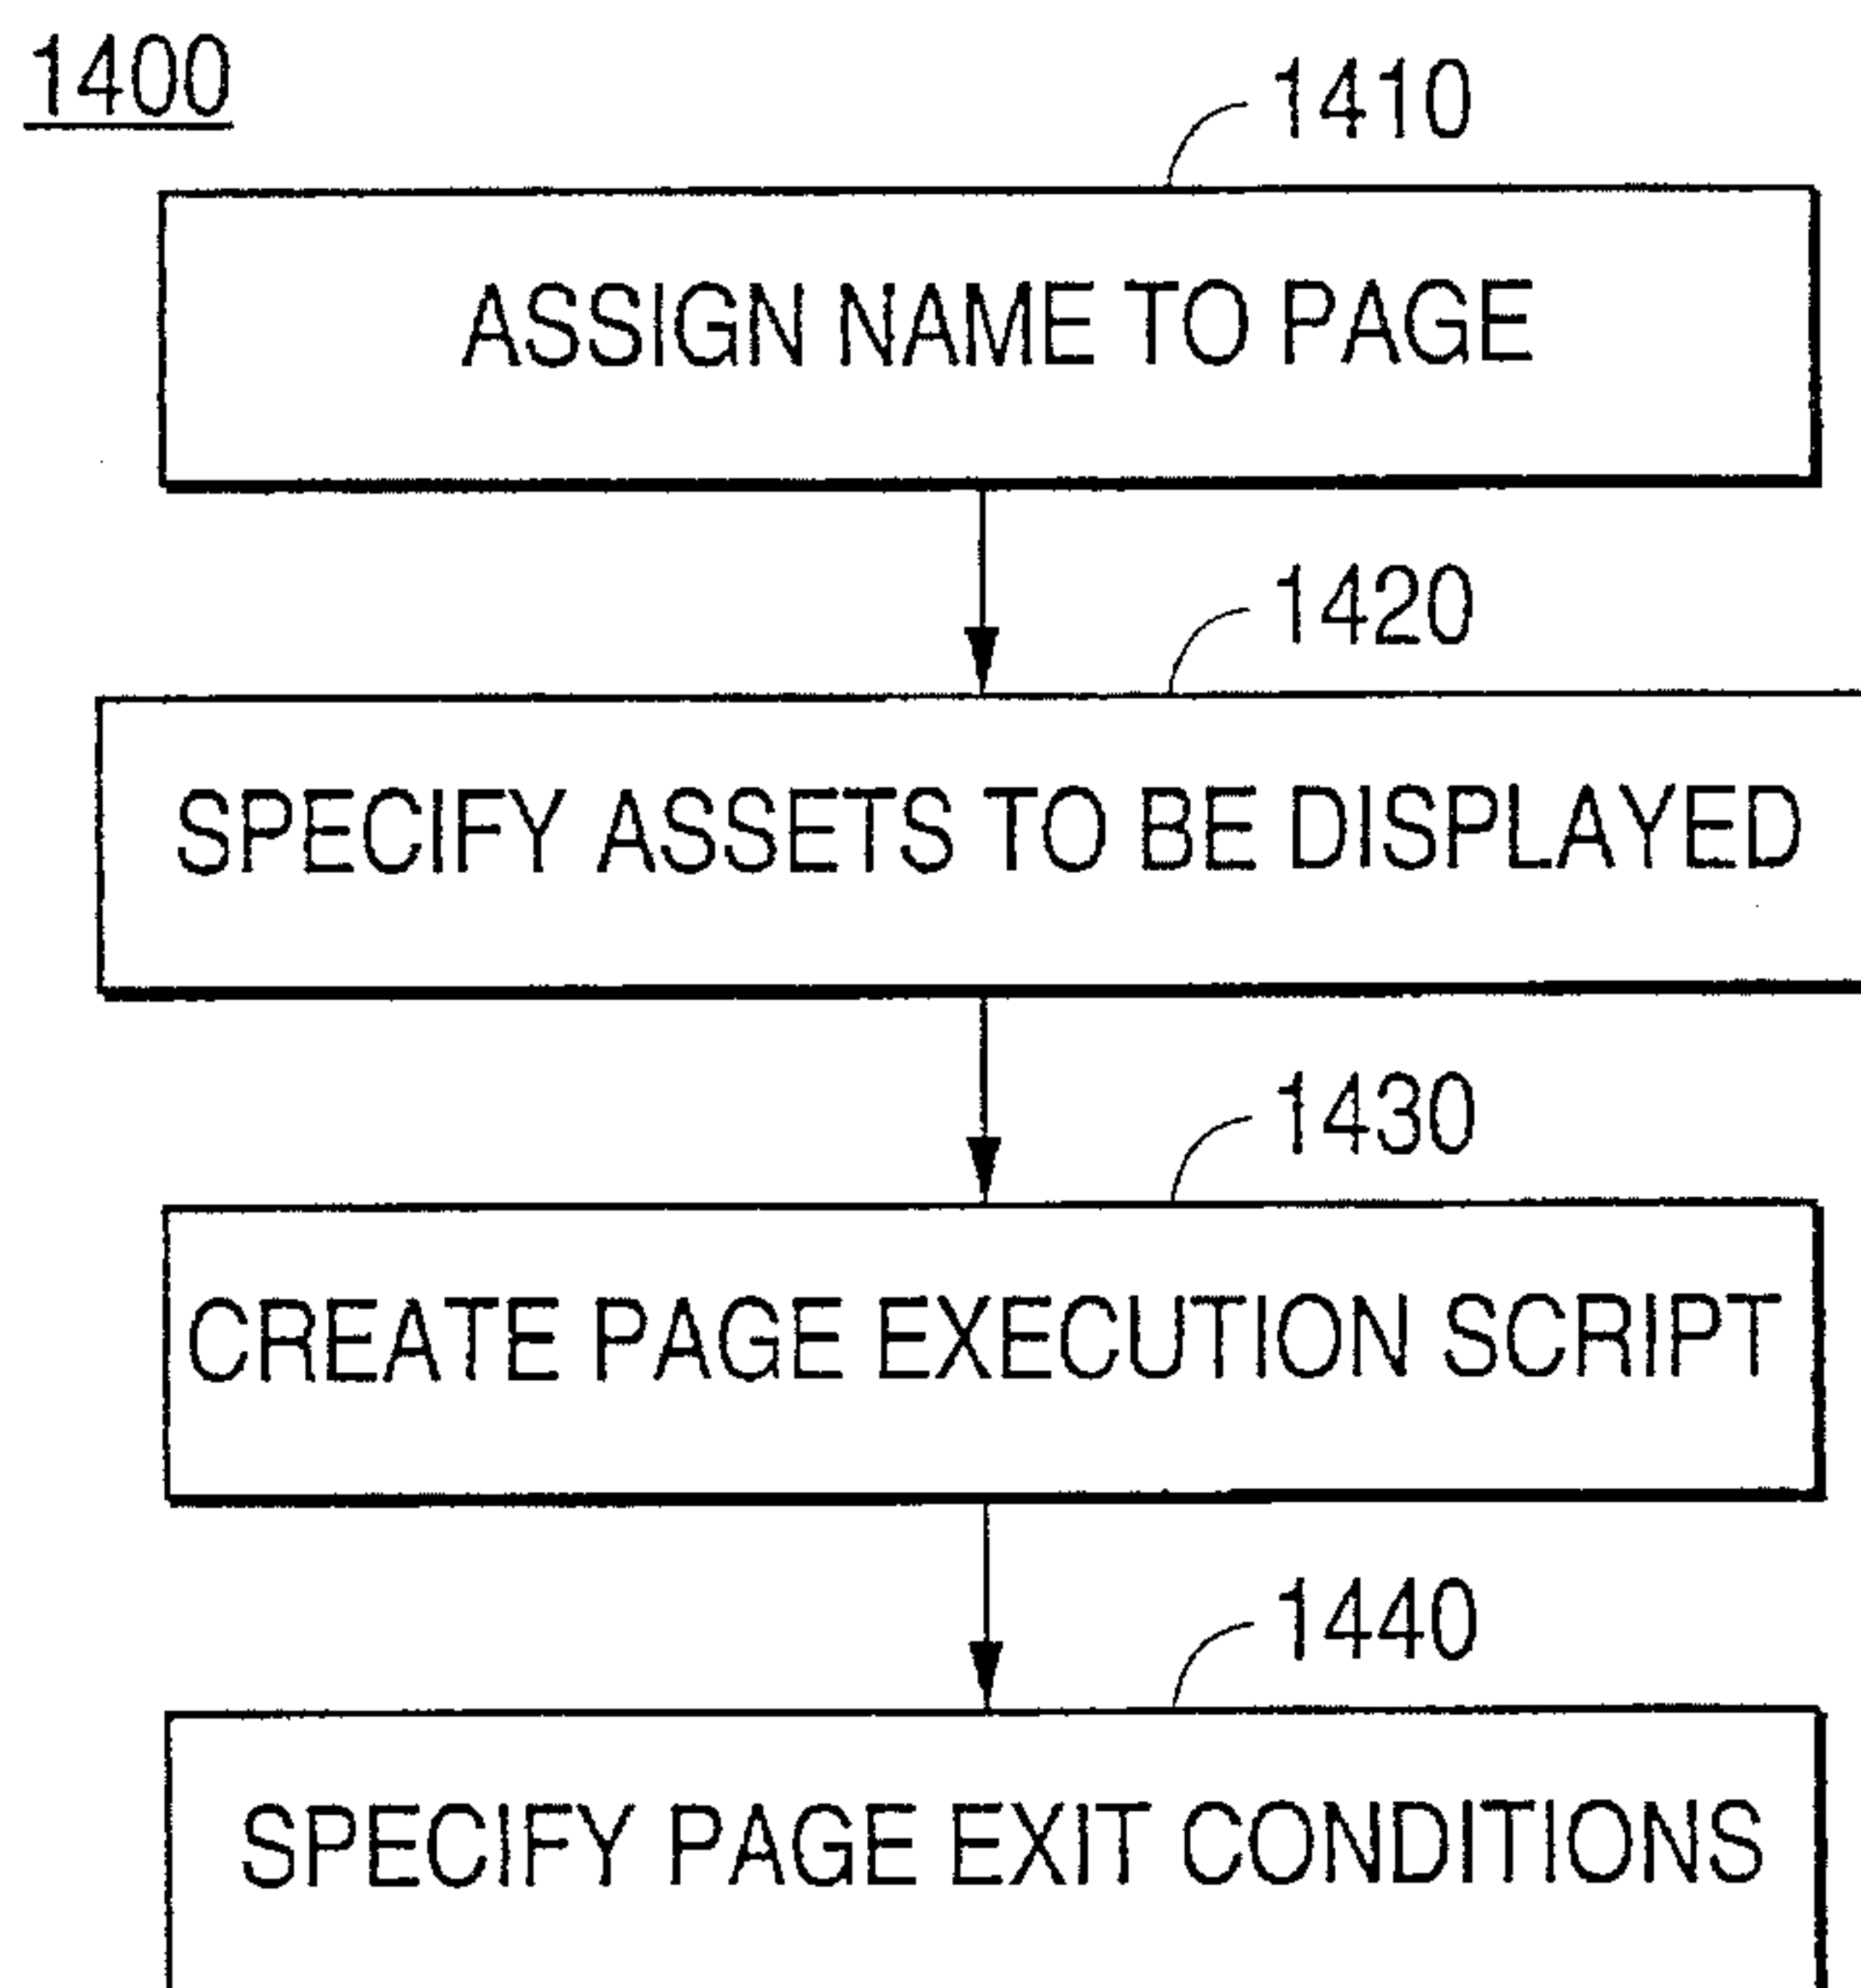 1400
1410
ASSIGN NAME TO PAGE
1420
SPECIFY ASSETS TO BE DISPLAYED
1430
CREATE PAGE EXECUTION SCRIPT
1440
SPECIFY PAGE EXIT CONDITIONS